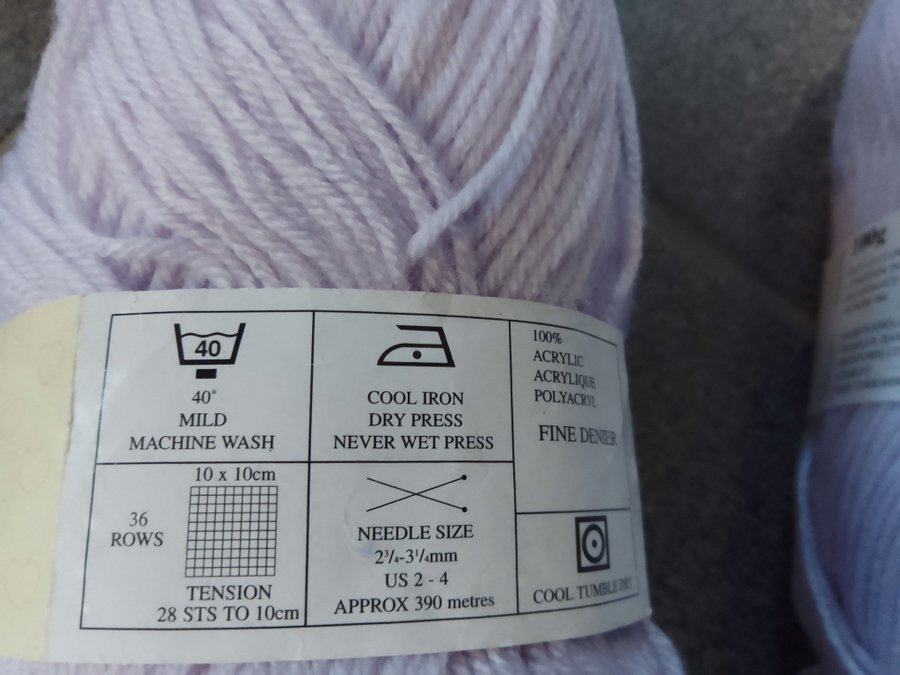 40
40°
MILD
MACHINE WASH
COOL IRON
DRY PRESS
NEVER WET PRESS
100%
ACRYLIC
ACRYLIQUE
POLYACRYL
FINE DENIER
10 x 10cm
36
ROWS
TENSION
28 STS TO 10cm
NEEDLE SIZE
2¾-3¼mm
US 2 - 4
APPROX 390 metres
COOL TUMBLE DRY
100g